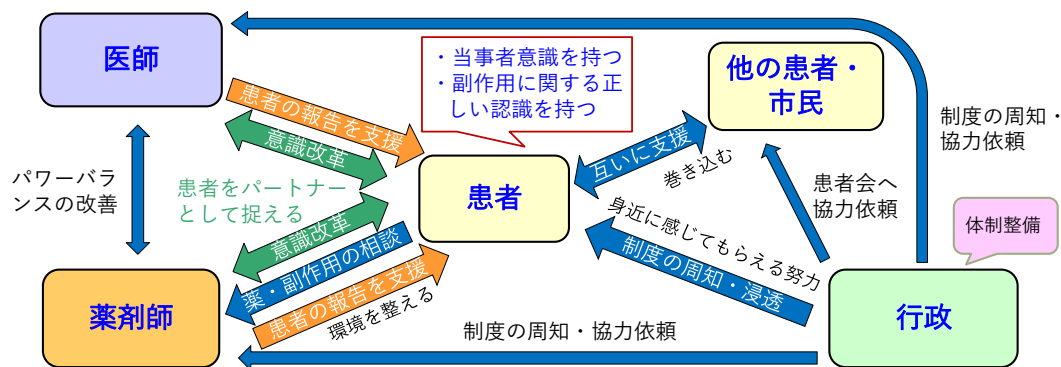 医師
・当事者意識を持つ
・副作用に関する正
しい認識を持つ
他の患者・
市民
制度の周知・
協力依頼
患者の報告を支援
意識改革
互いに支援
巻き込む
パワーバラ
ンスの改善
患者をパートナー
として捉える
患者
患者会へ
協力依頼
身近に感じてもらえる努力
制度の周知・浸透
体制整備
意識改革
薬・副作用の相談
患者の報告を支援
環境を整える
薬剤師
制度の周知・協力依頼
行政